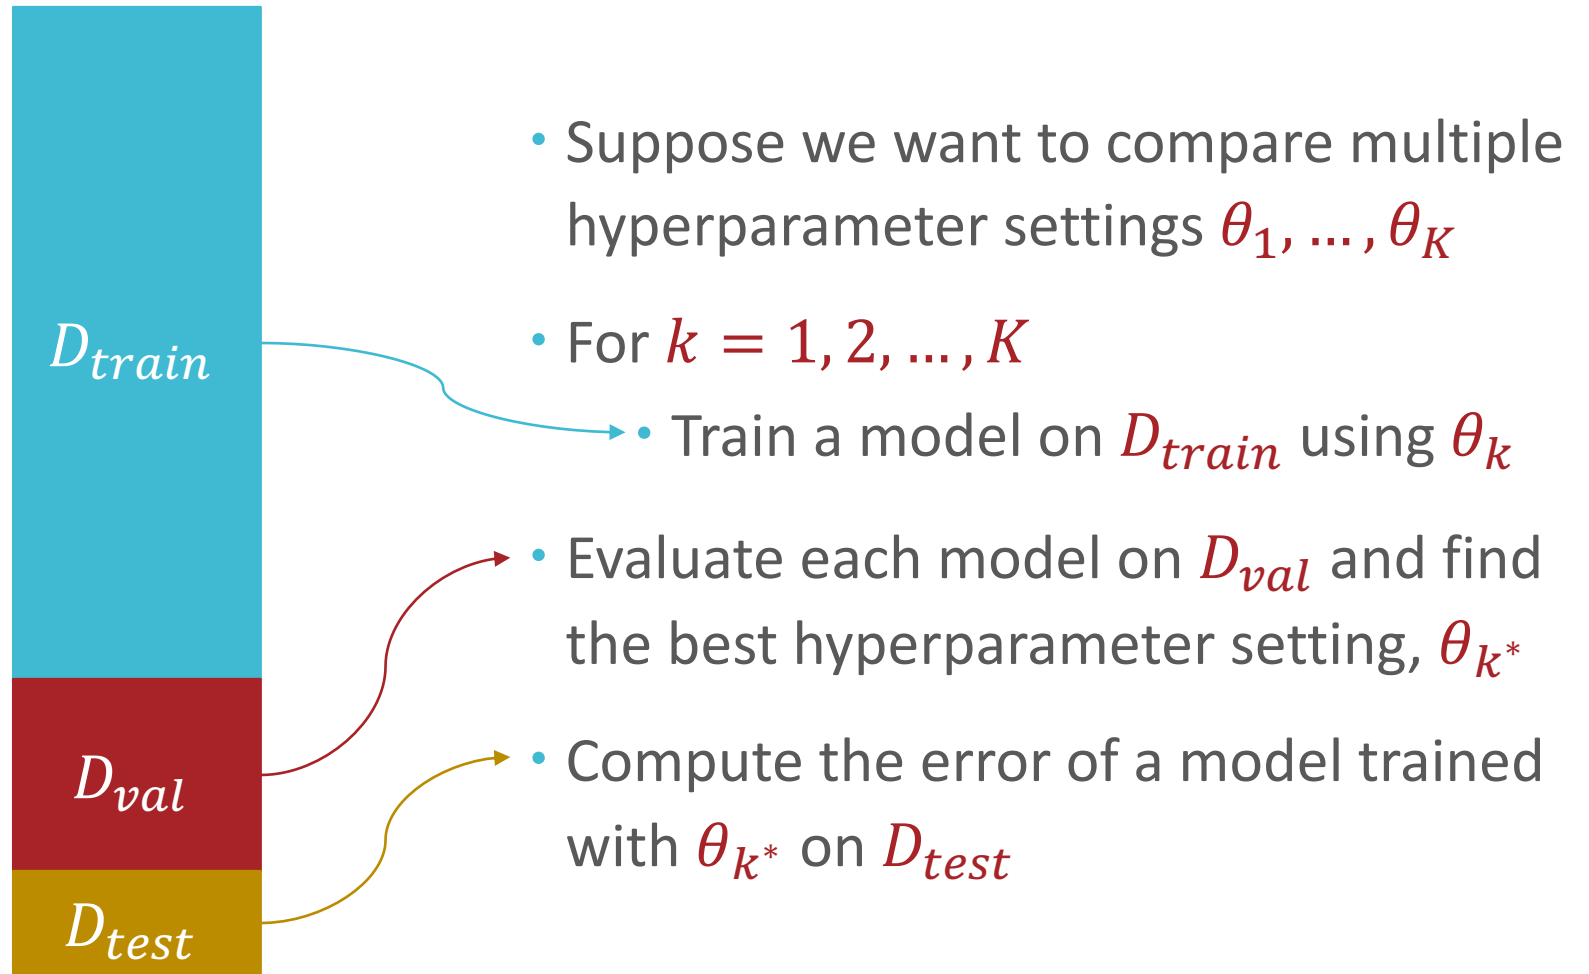 • Suppose we want to compare multiple
hyperparameter settings θ₁, … , θ_K
• For k = 1, 2, … , K
D_train
• Train a model on D_train using θ_k
• Evaluate each model on D_val and find
the best hyperparameter setting, θ_k*
D_val
• Compute the error of a model trained
with θ_k* on D_test
D_test